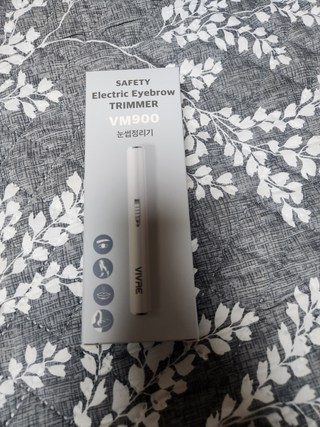 SAFETY
Electric Eyebrow
TRIMMER
VM900
눈썹정리기
VIVRE